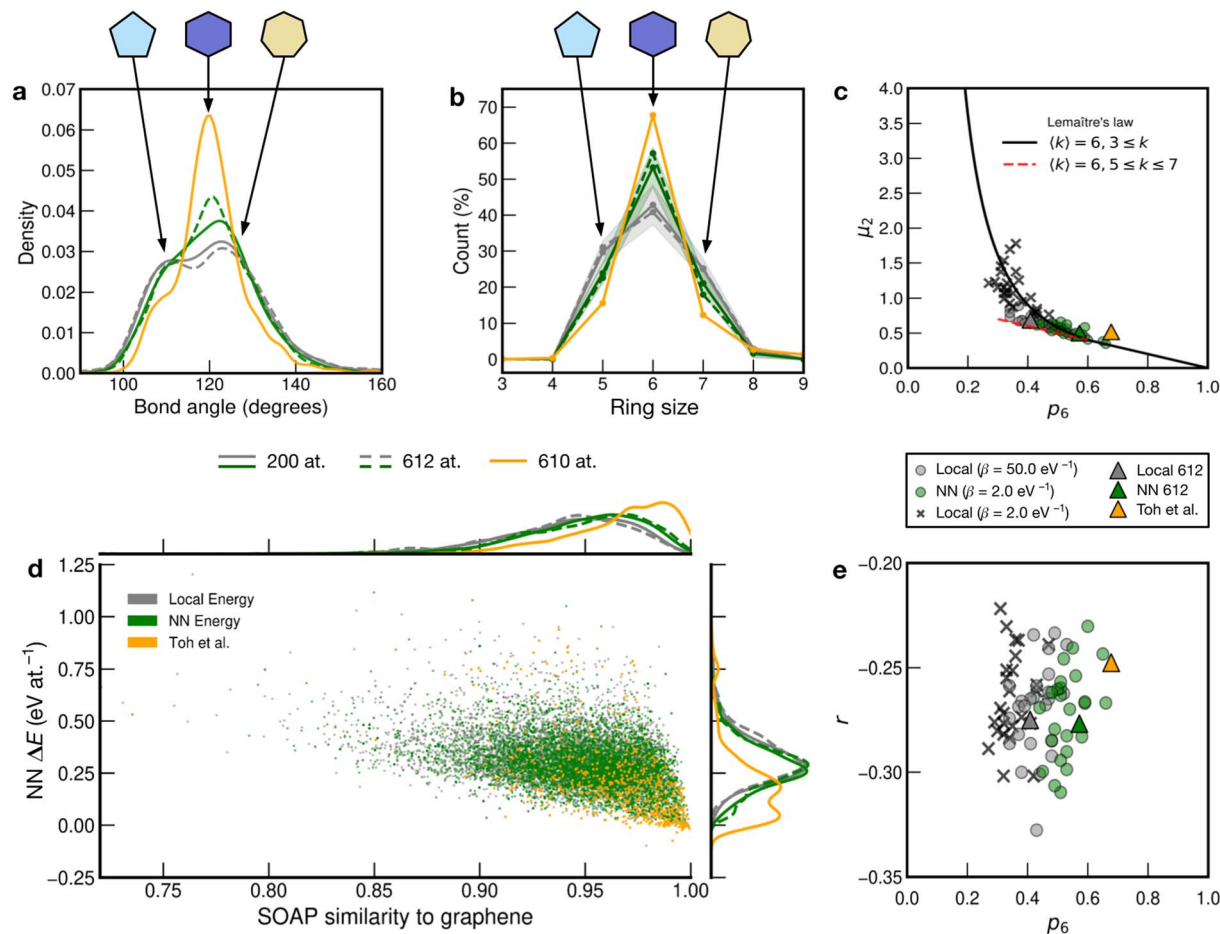 a
0.07
0.06
0.05
0.04
0.03
0.02
0.01
0.00
Density
100
120
140
160
Bond angle (degrees)
b
70
60
50
40
30
20
10
0
Count (%)
3
4
5
6
7
8
9
Ring size
c
4.0
3.5
3.0
2.5
2.0
1.5
1.0
0.5
0.0
μ₂
Lemaître's law
⟨k⟩ = 6, 3 ≤ k
⟨k⟩ = 6, 5 ≤ k ≤ 7
0.0
0.2
0.4
0.6
0.8
1.0
p₆
200 at.
612 at.
610 at.
Local (β = 50.0 eV⁻¹)
NN (β = 2.0 eV⁻¹)
Local (β = 2.0 eV⁻¹)
Local 612
NN 612
Toh et al.
d
1.25
1.00
0.75
0.50
0.25
0.00
−0.25
NN ΔE (eV at.⁻¹)
Local Energy
NN Energy
Toh et al.
0.75
0.80
0.85
0.90
0.95
1.00
SOAP similarity to graphene
e
−0.20
−0.25
−0.30
−0.35
r
0.0
0.2
0.4
0.6
0.8
1.0
p₆